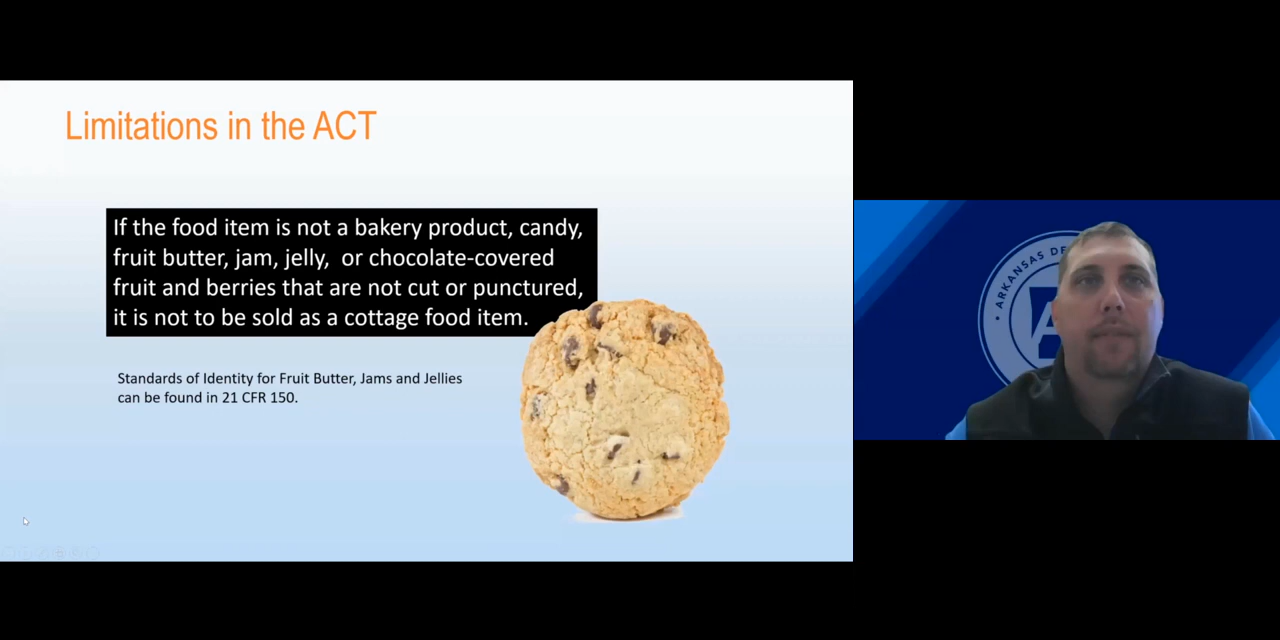 Limitations in the ACT
If the food item is not a bakery product, candy,
fruit butter, jam, jelly, or chocolate-covered
fruit and berries that are not cut or punctured,
it is not to be sold as a cottage food item.
Standards of Identity for Fruit Butter, Jams and Jellies
can be found in 21 CFR 150.
• ARKANSAS DE
A